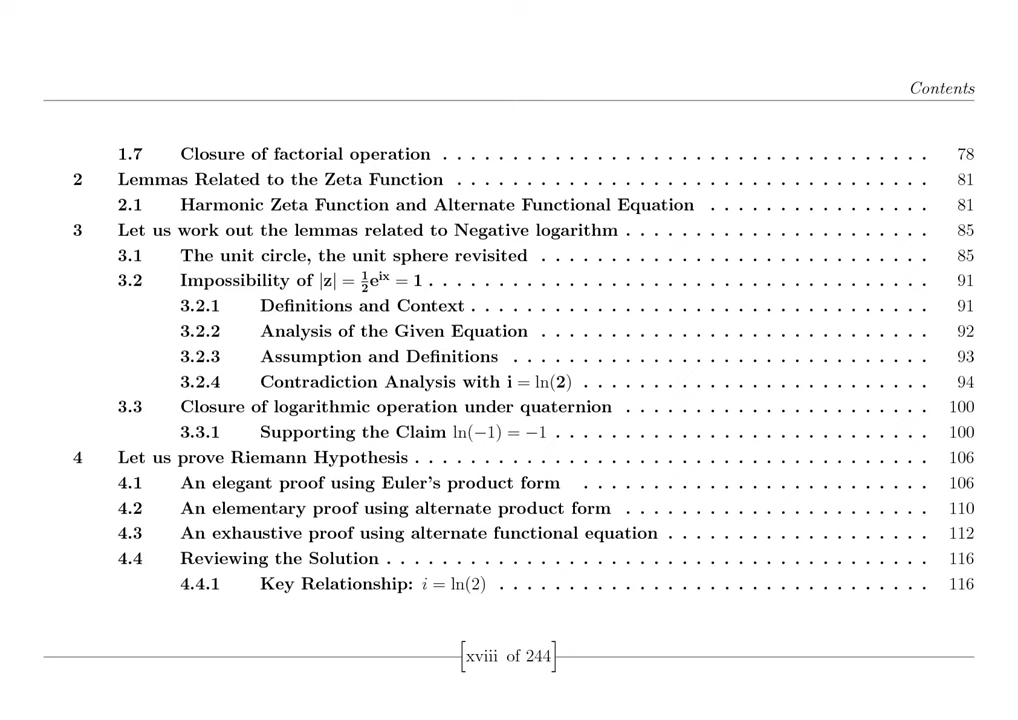 Contents
1.7 Closure of factorial operation . . . . . . . . . . . . . . . . . . . . . . . . . . . . . . . . . . . 78
2 Lemmas Related to the Zeta Function . . . . . . . . . . . . . . . . . . . . . . . . . . . . . . . . . . 81
2.1 Harmonic Zeta Function and Alternate Functional Equation . . . . . . . . . . . . . . . . 81
3 Let us work out the lemmas related to Negative logarithm . . . . . . . . . . . . . . . . . . . . . . 85
3.1 The unit circle, the unit sphere revisited . . . . . . . . . . . . . . . . . . . . . . . . . . . . 85
3.2 Impossibility of |z| = ½e^ix = 1 . . . . . . . . . . . . . . . . . . . . . . . . . . . . . . . . . . . . 91
3.2.1 Definitions and Context . . . . . . . . . . . . . . . . . . . . . . . . . . . . . . . . . 91
3.2.2 Analysis of the Given Equation . . . . . . . . . . . . . . . . . . . . . . . . . . . . 92
3.2.3 Assumption and Definitions . . . . . . . . . . . . . . . . . . . . . . . . . . . . . . 93
3.2.4 Contradiction Analysis with i = ln(2) . . . . . . . . . . . . . . . . . . . . . . . . . 94
3.3 Closure of logarithmic operation under quaternion . . . . . . . . . . . . . . . . . . . . . . 100
3.3.1 Supporting the Claim ln(−1) = −1 . . . . . . . . . . . . . . . . . . . . . . . . . . . 100
4 Let us prove Riemann Hypothesis . . . . . . . . . . . . . . . . . . . . . . . . . . . . . . . . . . . . . 106
4.1 An elegant proof using Euler's product form . . . . . . . . . . . . . . . . . . . . . . . . . 106
4.2 An elementary proof using alternate product form . . . . . . . . . . . . . . . . . . . . . . 110
4.3 An exhaustive proof using alternate functional equation . . . . . . . . . . . . . . . . . . . 112
4.4 Reviewing the Solution . . . . . . . . . . . . . . . . . . . . . . . . . . . . . . . . . . . . . . . 116
4.4.1 Key Relationship: i = ln(2) . . . . . . . . . . . . . . . . . . . . . . . . . . . . . . . 116
[xviii of 244]